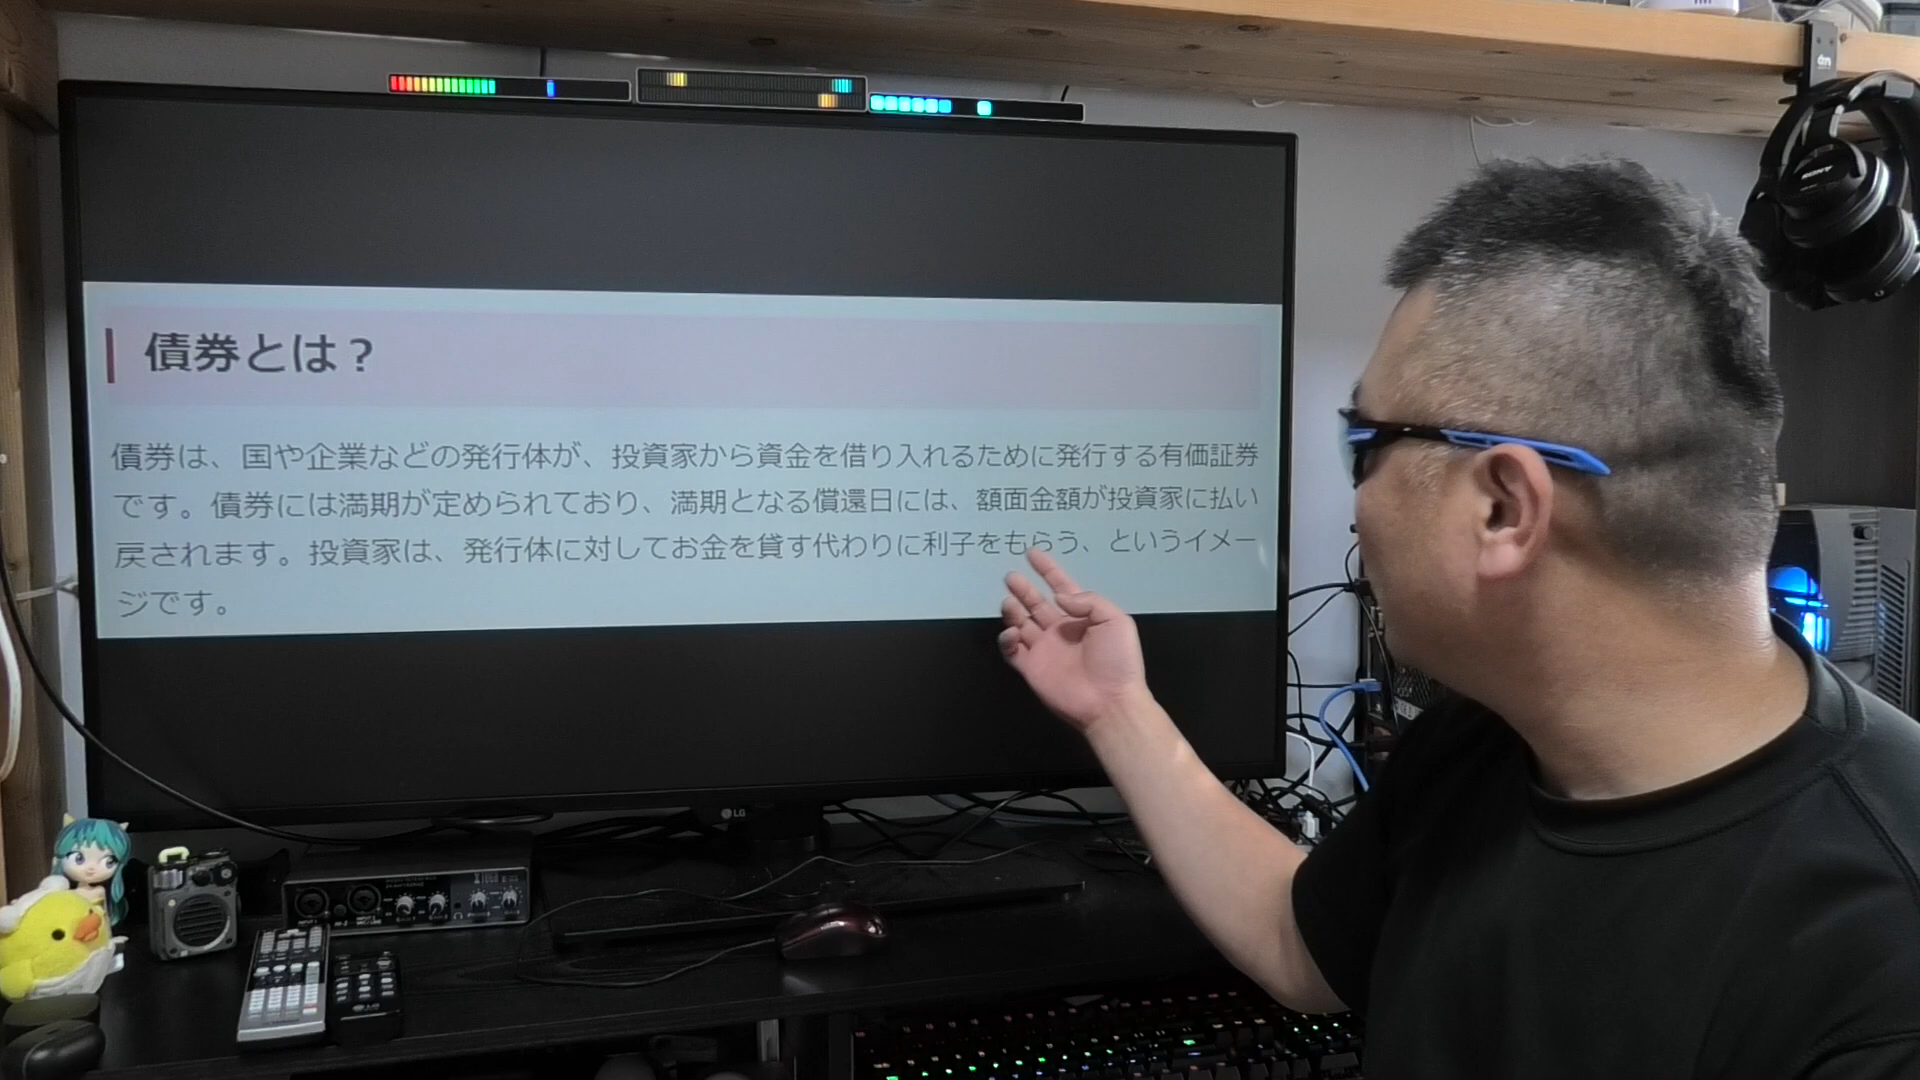 債券とは？
債券は、国や企業などの発行体が、投資家から資金を借り入れるために発行する有価証券
です。債券には満期が定められており、満期となる償還日には、額面金額が投資家に払い
戻されます。投資家は、発行体に対してお金を貸す代わりに利子をもらう、というイメー
ジです。
SONY
LG